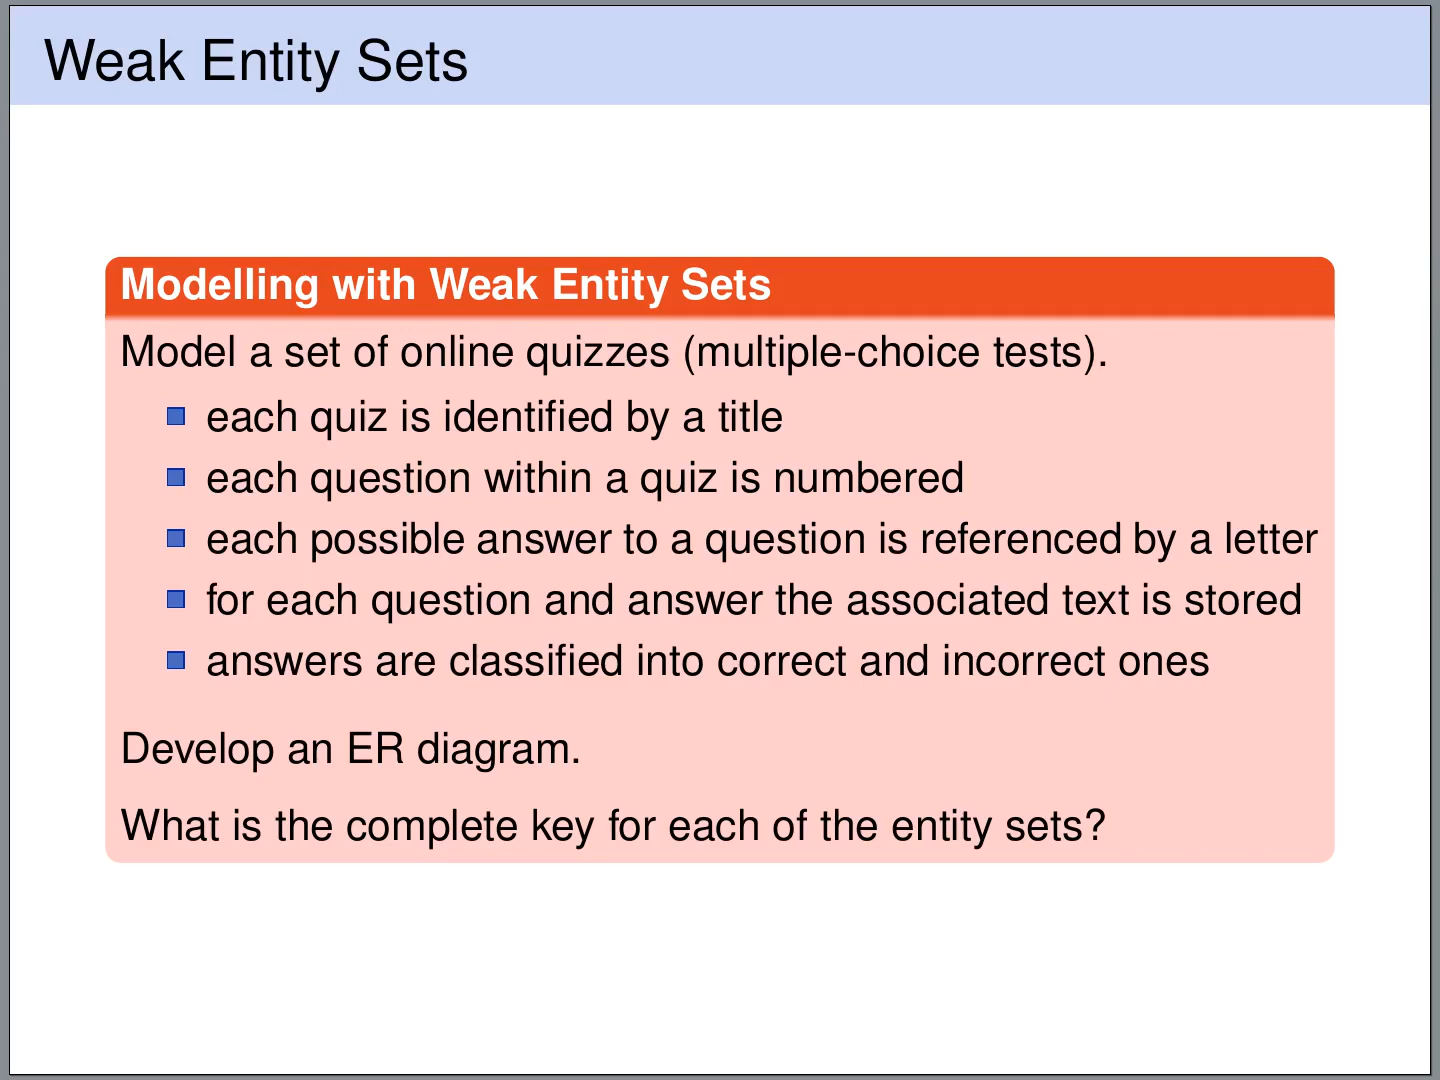 Weak Entity Sets
Modelling with Weak Entity Sets
Model a set of online quizzes (multiple-choice tests).
each quiz is identified by a title
each question within a quiz is numbered
each possible answer to a question is referenced by a letter
for each question and answer the associated text is stored
answers are classified into correct and incorrect ones
Develop an ER diagram.
What is the complete key for each of the entity sets?